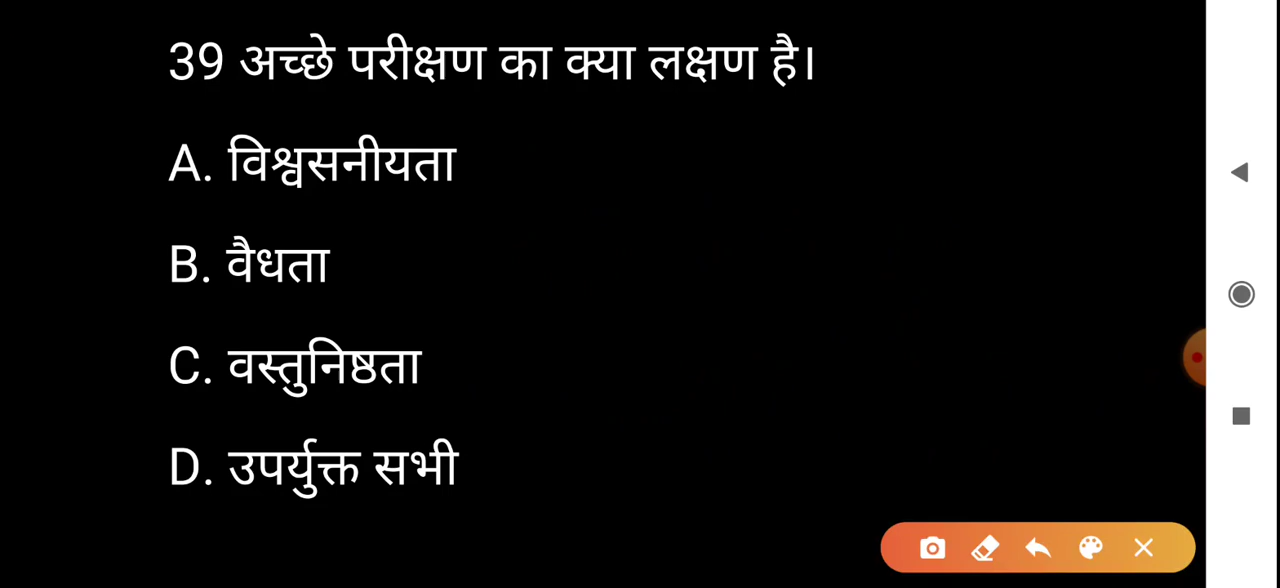 39 अच्छे परीक्षण का क्या लक्षण है।
A. विश्वसनीयता
B. वैधता
C. वस्तुनिष्ठता
D. उपर्युक्त सभी